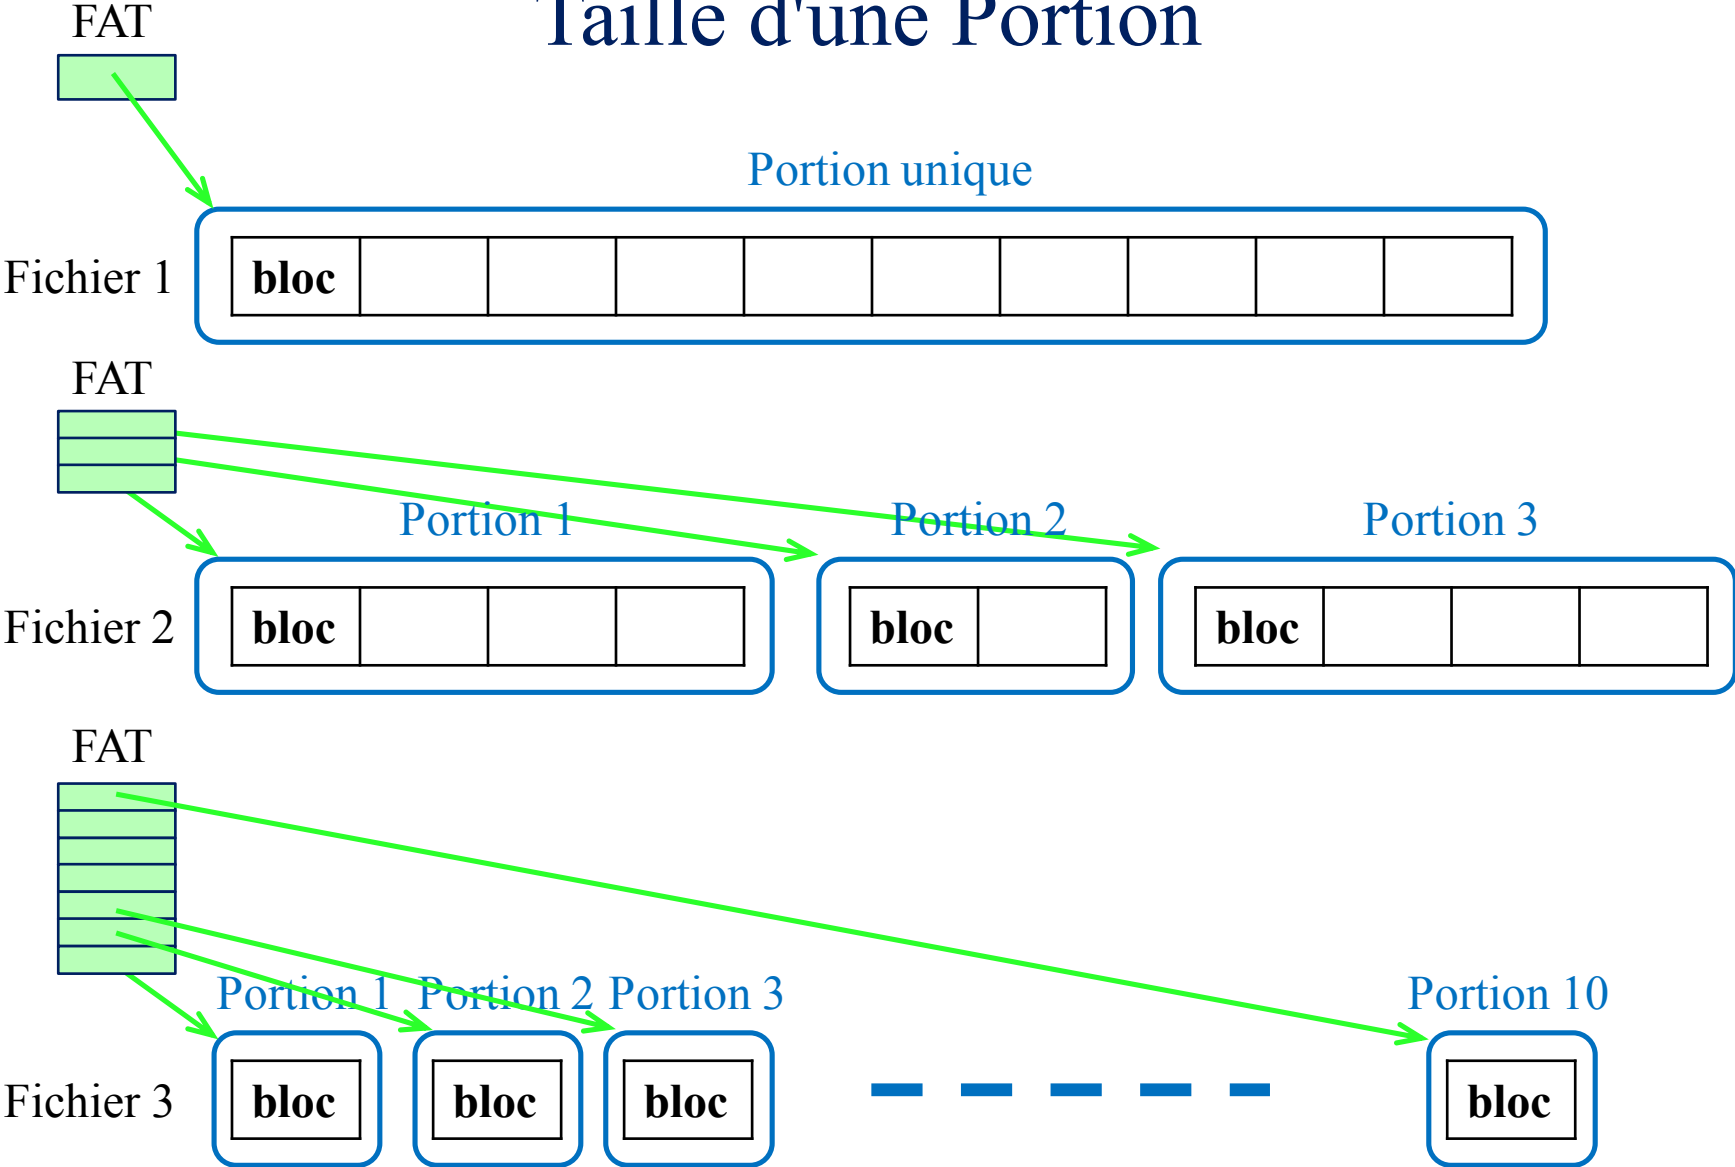 Taille d'une Portion
FAT
Portion unique
Fichier 1
bloc
FAT
Portion 1
Portion 2
Portion 3
Fichier 2
bloc
bloc
bloc
FAT
Portion 1
Portion 2
Portion 3
Portion 10
Fichier 3
bloc
bloc
bloc
bloc